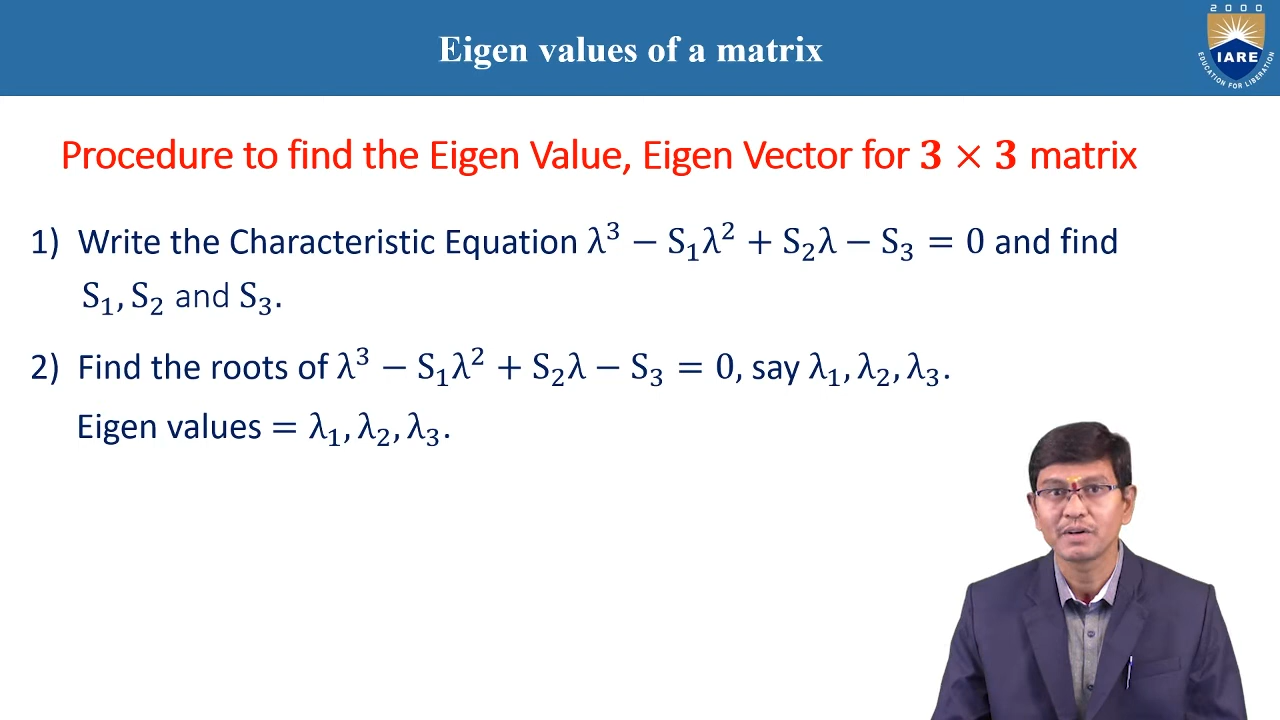 2000
IARE
EDUCATION FOR LIBERATION
Eigen values of a matrix
Procedure to find the Eigen Value, Eigen Vector for 𝟑 × 𝟑 matrix
1) Write the Characteristic Equation λ³ − S₁λ² + S₂λ − S₃ = 0 and find
S₁, S₂ and S₃.
2) Find the roots of λ³ − S₁λ² + S₂λ − S₃ = 0, say λ₁, λ₂, λ₃.
Eigen values = λ₁, λ₂, λ₃.